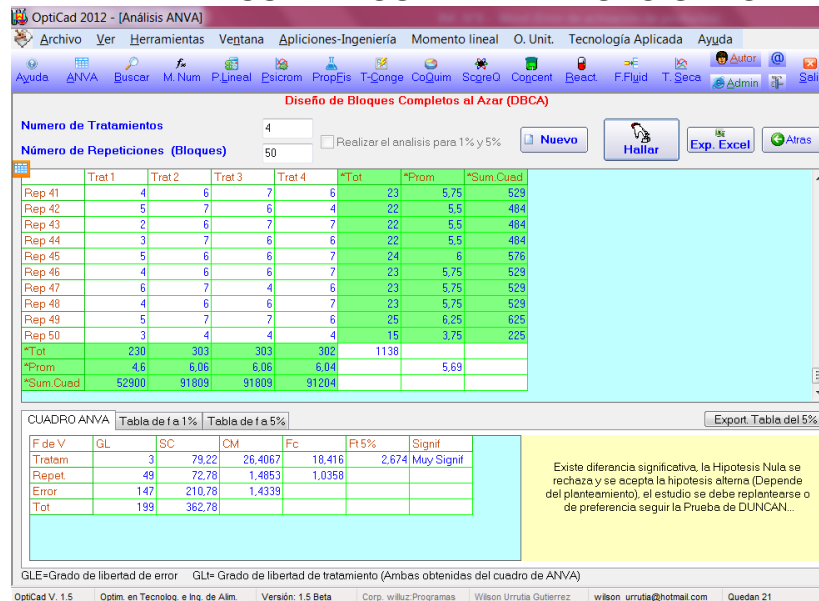 OptiCad 2012 - [Análisis ANVA]
Archivo Ver Herramientas Ventana Apliciones-Ingeniería Momento lineal O. Unit. Tecnología Aplicada Ayuda
Ayuda ANVA Buscar M. Num P.Lineal Psicrom PropFis T-Conge CoQuim ScoreQ Concent React. F.Fluid T. Seca Autor @ Admin Sali
Diseño de Bloques Completos al Azar (DBCA)
Numero de Tratamientos 4
Número de Repeticiones (Bloques) 50
Realizar el analisis para 1% y 5%
Nuevo Hallar Exp. Excel Atras
Trat 1 Trat 2 Trat 3 Trat 4 *Tot *Prom *Sum.Cuad
Rep 41 4 6 7 6 23 5,75 529
Rep 42 5 7 6 4 22 5,5 484
Rep 43 2 6 7 7 22 5,5 484
Rep 44 3 7 6 6 22 5,5 484
Rep 45 5 6 6 7 24 6 576
Rep 46 4 6 6 7 23 5,75 529
Rep 47 6 7 4 6 23 5,75 529
Rep 48 4 6 6 7 23 5,75 529
Rep 49 5 7 7 6 25 6,25 625
Rep 50 3 4 4 4 15 3,75 225
*Tot 230 303 303 302 1138
*Prom 4,6 6,06 6,06 6,04 5,69
*Sum.Cuad 52900 91809 91809 91204
CUADRO ANVA Tabla de f a 1% Tabla de f a 5% Export. Tabla del 5%
F de V GL SC CM Fc Ft 5% Signif
Tratam 3 79,22 26,4067 18,416 2,674 Muy Signif
Repet. 49 72,78 1,4853 1,0358
Error 147 210,78 1,4339
Tot 199 362,78
Existe diferancia significativa, la Hipotesis Nula se
rechaza y se acepta la hipotesis alterna (Depende
del planteamiento), el estudio se debe replantearse o
de preferencia seguir la Prueba de DUNCAN...
GLE=Grado de libertad de error GLt= Grado de libertad de tratamiento (Ambas obtenidas del cuadro de ANVA)
OptiCad V. 1.5 Optim. en Tecnolog. e Ing. de Alim. Versión: 1.5 Beta Corp. willuz.Programas Wilson Urrutia Gutierrez wilson_urrutia@hotmail.com Quedan 21